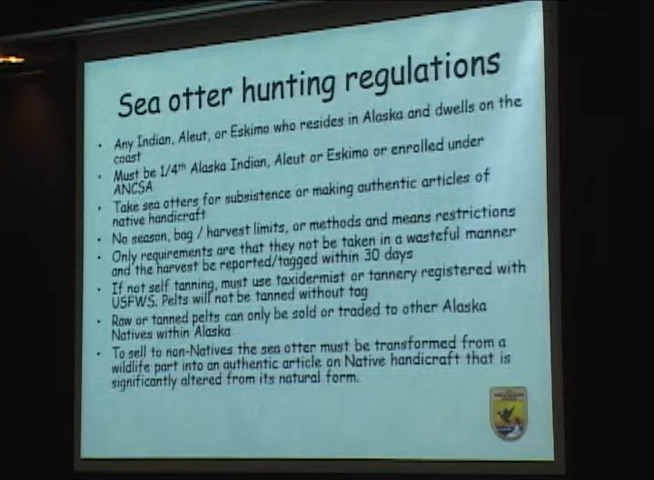 Sea otter hunting regulations
• Any Indian, Aleut, or Eskimo who resides in Alaska and dwells on the
coast
• Must be 1/4th Alaska Indian, Aleut or Eskimo or enrolled under
ANCSA
• Take sea otters for subsistence or making authentic articles of
native handicraft
• No season, bag / harvest limits, or methods and means restrictions
• Only requirements are that they not be taken in a wasteful manner
and the harvest be reported/tagged within 30 days
• If not self tanning, must use taxidermist or tannery registered with
USFWS. Pelts will not be tanned without tag
• Raw or tanned pelts can only be sold or traded to other Alaska
Natives within Alaska
• To sell to non-Natives the sea otter must be transformed from a
wildlife part into an authentic article on Native handicraft that is
significantly altered from its natural form.